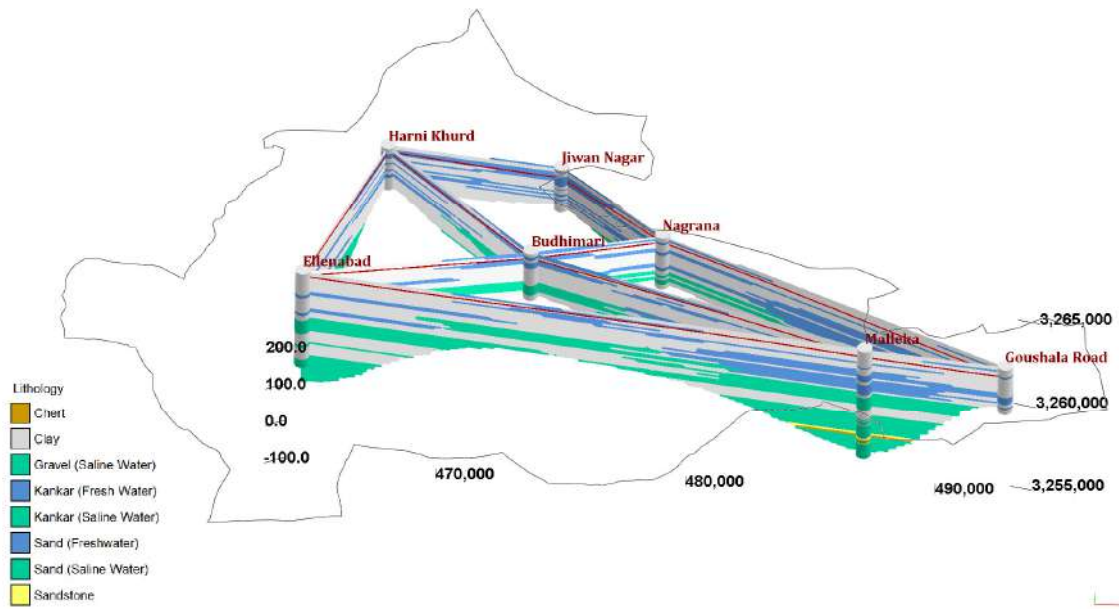 Harni Khurd
Jiwan Nagar
Nagrana
Budhimari
Ellenabad
3,265,000
Malleka
200.0
Goushala Road
Lithology
100.0
Chert
3,260,000
0.0
Clay
-100.0
Gravel (Saline Water)
470,000
480,000
490,000
3,255,000
Kankar (Fresh Water)
Kankar (Saline Water)
Sand (Freshwater)
Sand (Saline Water)
Sandstone